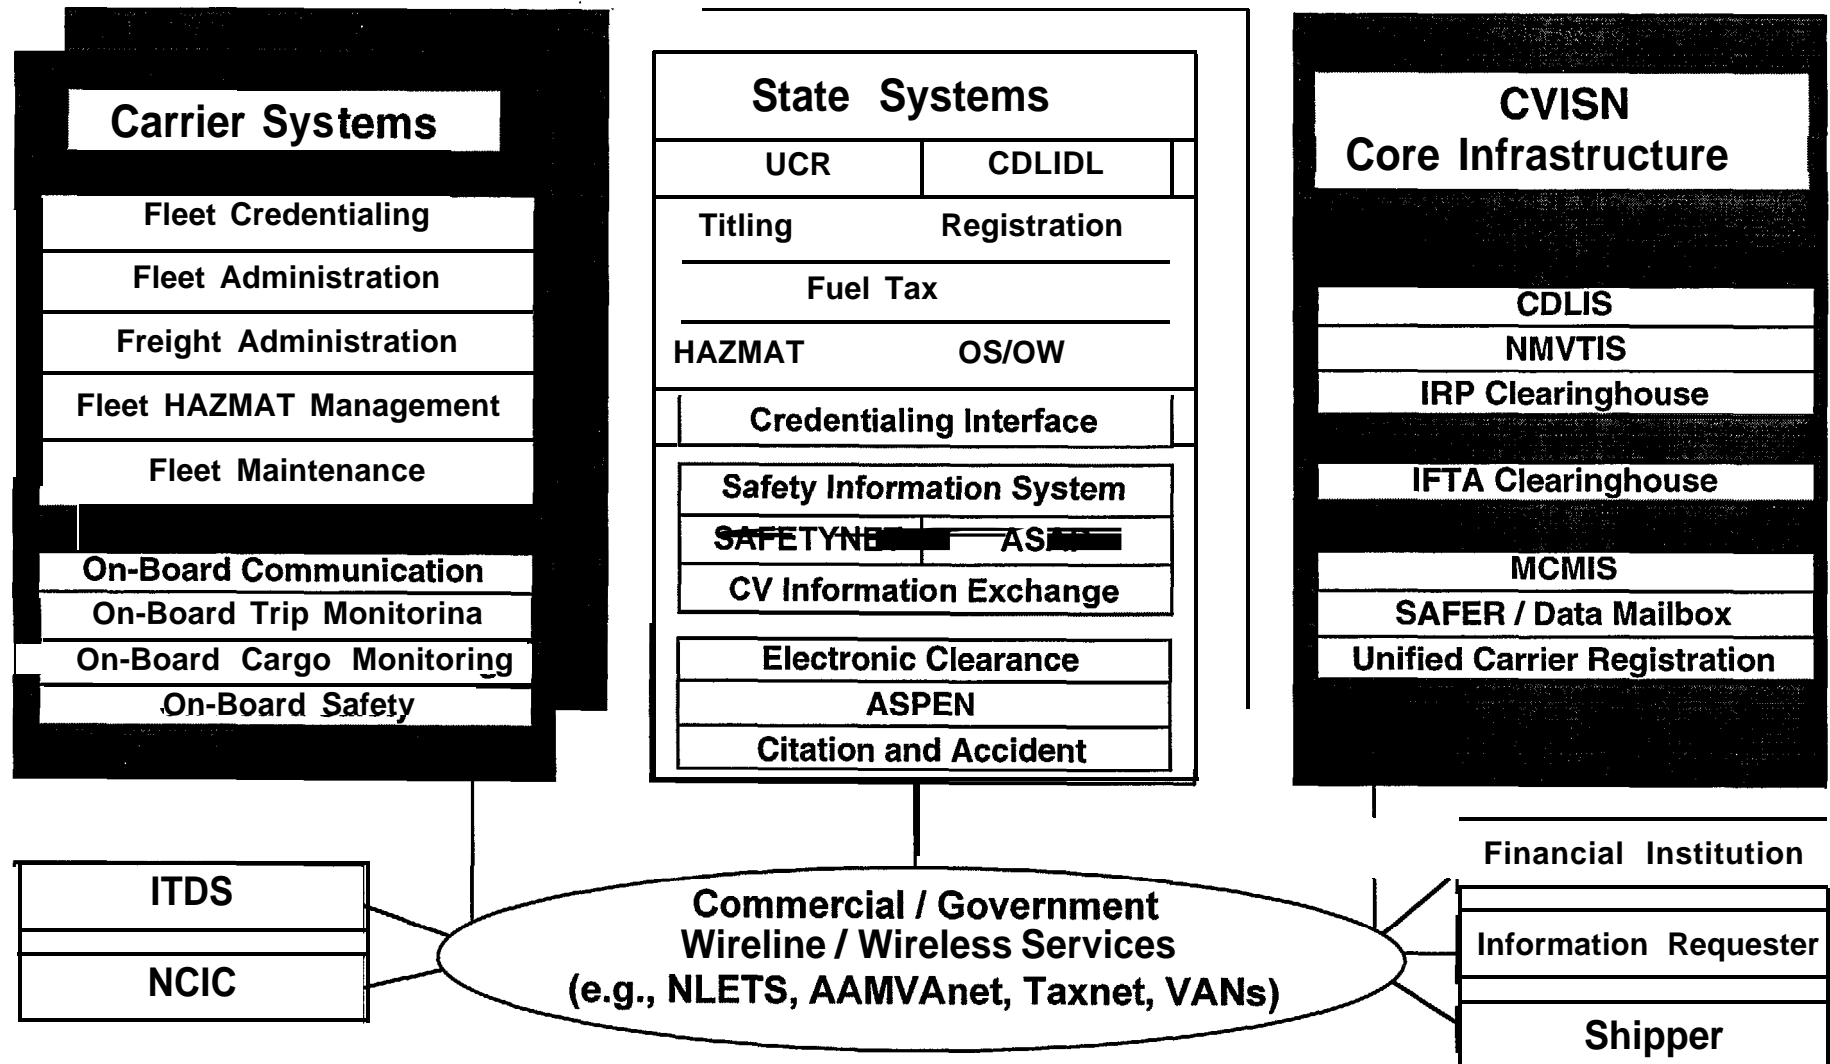 Carrier Systems
Fleet Credentialing
Fleet Administration
Freight Administration
Fleet HAZMAT Management
Fleet Maintenance
On-Board Communication
On-Board Trip Monitorina
On-Board Cargo Monitoring
On-Board Safety
State Systems
UCR CDLIDL
Titling Registration
Fuel Tax
HAZMAT OS/OW
Credentialing Interface
Safety Information System
SAFETYNET ASAP
CV Information Exchange
Electronic Clearance
ASPEN
Citation and Accident
CVISN
Core Infrastructure
CDLIS
NMVTIS
IRP Clearinghouse
IFTA Clearinghouse
MCMIS
SAFER / Data Mailbox
Unified Carrier Registration
ITDS
NCIC
Commercial / Government
Wireline / Wireless Services
(e.g., NLETS, AAMVAnet, Taxnet, VANs)
Financial Institution
Information Requester
Shipper